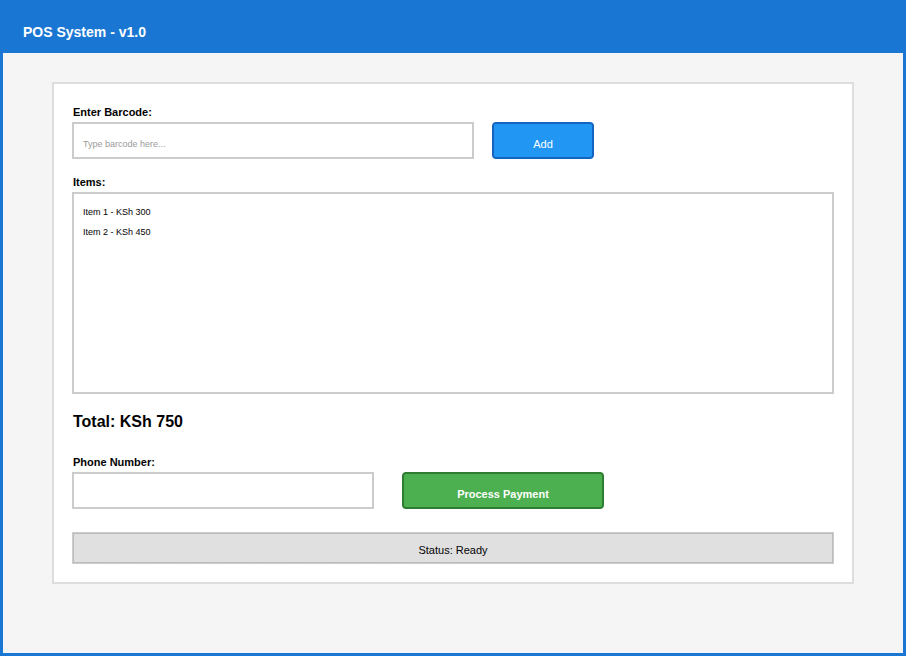 POS System - v1.0
Enter Barcode:
Type barcode here...
Add
Items:
Item 1 - KSh 300
Item 2 - KSh 450
Total: KSh 750
Phone Number:
Process Payment
Status: Ready